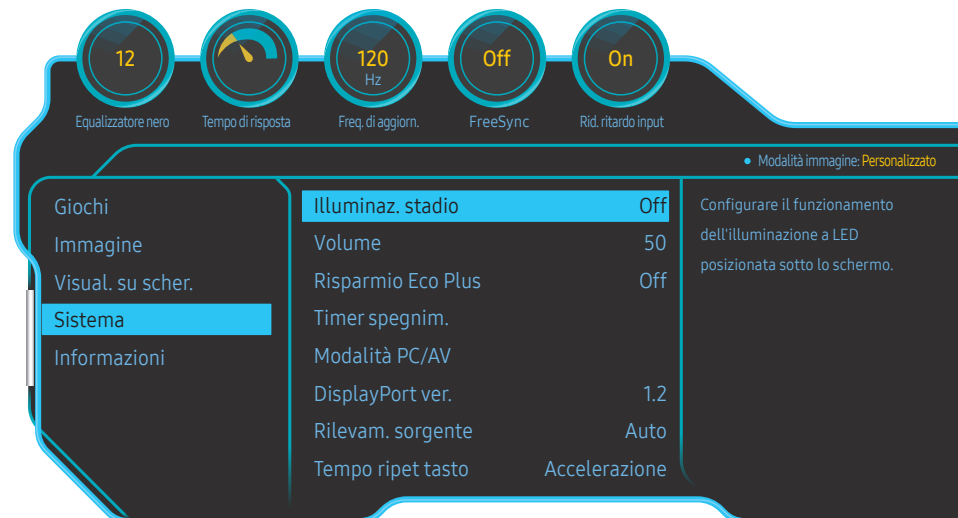 12
120
Hz
Off
On
Equalizzatore nero
Tempo di risposta
Freq. di aggiorn.
FreeSync
Rid. ritardo input
Modalità immagine: Personalizzato
Giochi
Immagine
Visual. su scher.
Sistema
Informazioni
Illuminaz. stadio Off
Volume 50
Risparmio Eco Plus Off
Timer spegnim.
Modalità PC/AV
DisplayPort ver. 1.2
Rilevam. sorgente Auto
Tempo ripet tasto Accelerazione
Configurare il funzionamento
dell'illuminazione a LED
posizionata sotto lo schermo.